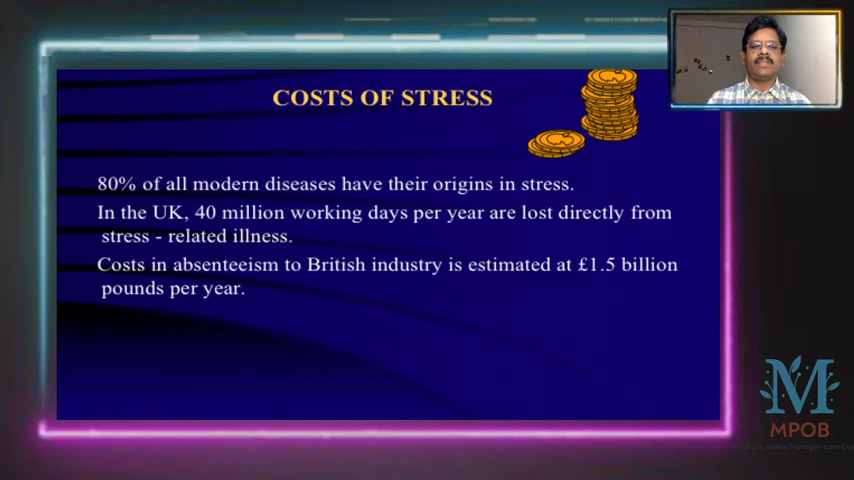 COSTS OF STRESS
80% of all modern diseases have their origins in stress.
In the UK, 40 million working days per year are lost directly from
stress - related illness.
Costs in absenteeism to British industry is estimated at £1.5 billion
pounds per year.
M
MPOB